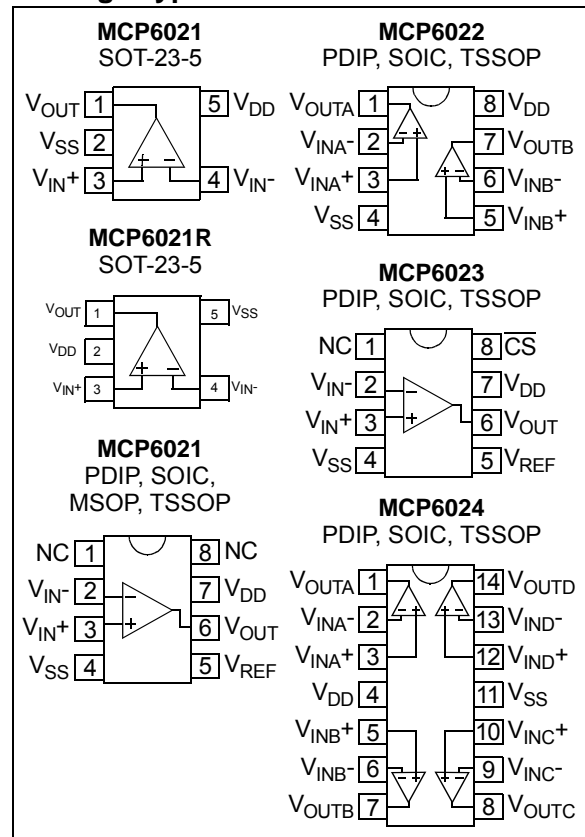 MCP6021
SOT-23-5
VOUT 1
5 VDD
VSS 2
VIN+ 3
4 VIN-
MCP6021R
SOT-23-5
VOUT 1
5 VSS
VDD 2
VIN+ 3
4 VIN-
MCP6021
PDIP, SOIC,
MSOP, TSSOP
NC 1
8 NC
VIN- 2
7 VDD
VIN+ 3
6 VOUT
VSS 4
5 VREF
MCP6022
PDIP, SOIC, TSSOP
VOUTA 1
8 VDD
VINA- 2
7 VOUTB
VINA+ 3
6 VINB-
VSS 4
5 VINB+
MCP6023
PDIP, SOIC, TSSOP
NC 1
8 CS
VIN- 2
7 VDD
VIN+ 3
6 VOUT
VSS 4
5 VREF
MCP6024
PDIP, SOIC, TSSOP
VOUTA 1
14 VOUTD
VINA- 2
13 VIND-
VINA+ 3
12 VIND+
VDD 4
11 VSS
VINB+ 5
10 VINC+
VINB- 6
9 VINC-
VOUTB 7
8 VOUTC